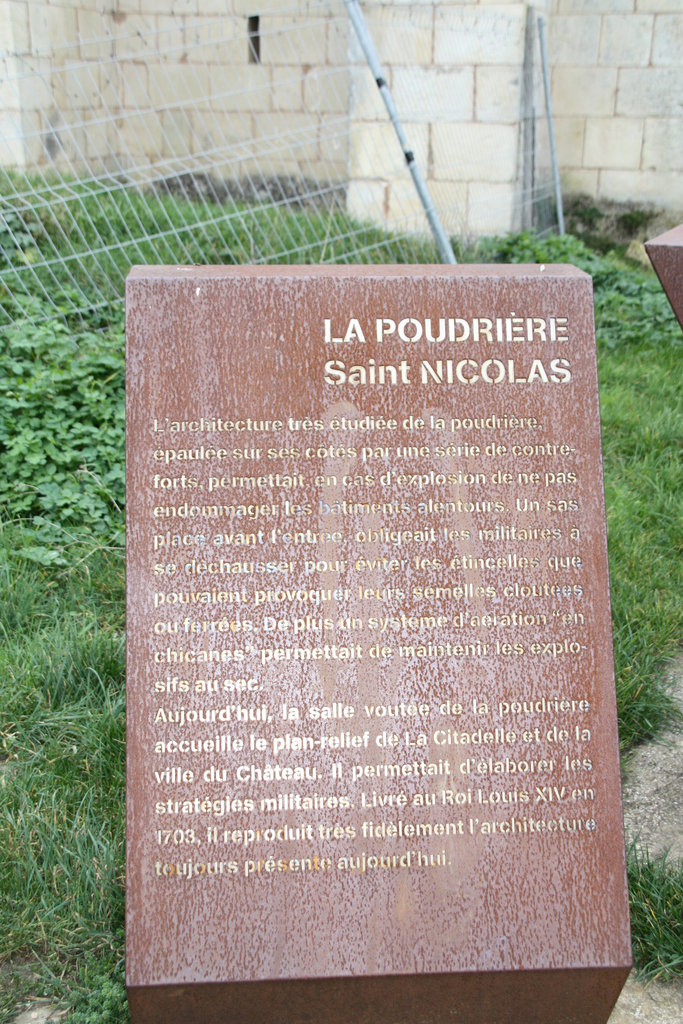 LA POUDRIÈRE
Saint NICOLAS
L'architecture très étudiée de la poudrière,
épaulée sur ses côtés par une série de contre-
forts, permettait, en cas d'explosion de ne pas
endommager les bâtiments alentours. Un sas
placé avant l'entrée, obligeait les militaires à
se déchausser pour éviter les étincelles que
pouvaient provoquer leurs semelles cloutées
ou ferrées. De plus un système d'aération "en
chicanes" permettait de maintenir les explo-
sifs au sec.
Aujourd'hui, la salle voutée de la poudrière
accueille le plan-relief de La Citadelle et de la
ville du Château. Il permettait d'élaborer les
stratégies militaires. Livré au Roi Louis XIV en
1703, il reproduit très fidèlement l'architecture
toujours présente aujourd'hui.